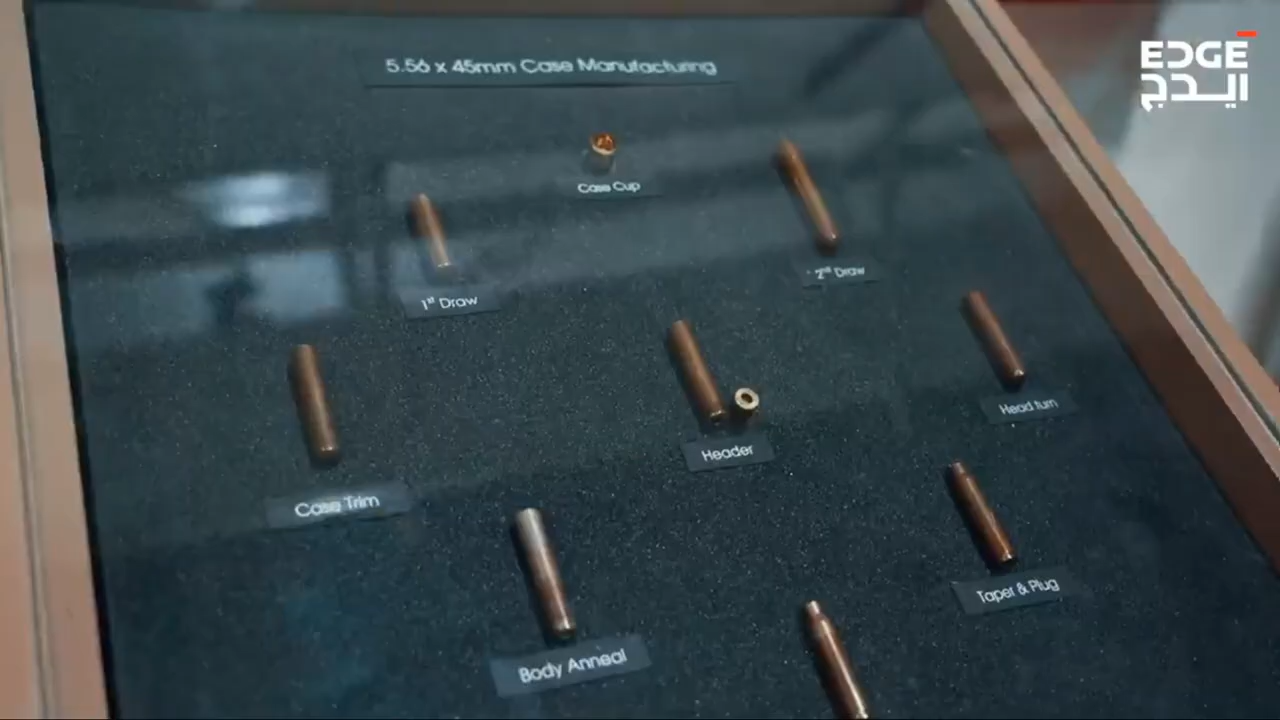 EDGE
ايدج
5.56 x 45mm Case Manufacturing
Case Cup
1st Draw
2nd Draw
Case Trim
Header
Head turn
Body Anneal
Taper & Plug